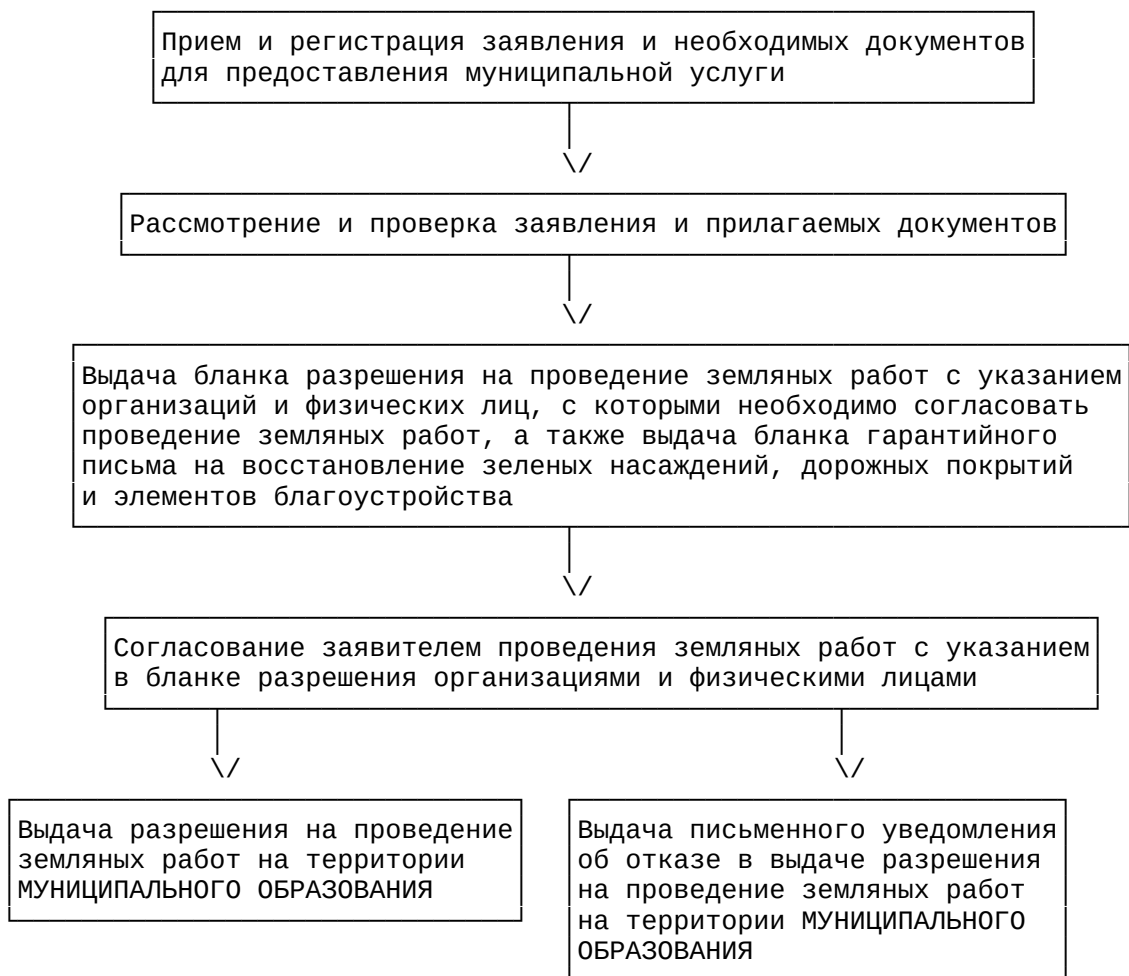 Прием и регистрация заявления и необходимых документов
для предоставления муниципальной услуги
Рассмотрение и проверка заявления и прилагаемых документов
Выдача бланка разрешения на проведение земляных работ с указанием
организаций и физических лиц, с которыми необходимо согласовать
проведение земляных работ, а также выдача бланка гарантийного
письма на восстановление зеленых насаждений, дорожных покрытий
и элементов благоустройства
Согласование заявителем проведения земляных работ с указанием
в бланке разрешения организациями и физическими лицами
Выдача разрешения на проведение
земляных работ на территории
МУНИЦИПАЛЬНОГО ОБРАЗОВАНИЯ
Выдача письменного уведомления
об отказе в выдаче разрешения
на проведение земляных работ
на территории МУНИЦИПАЛЬНОГО
ОБРАЗОВАНИЯ